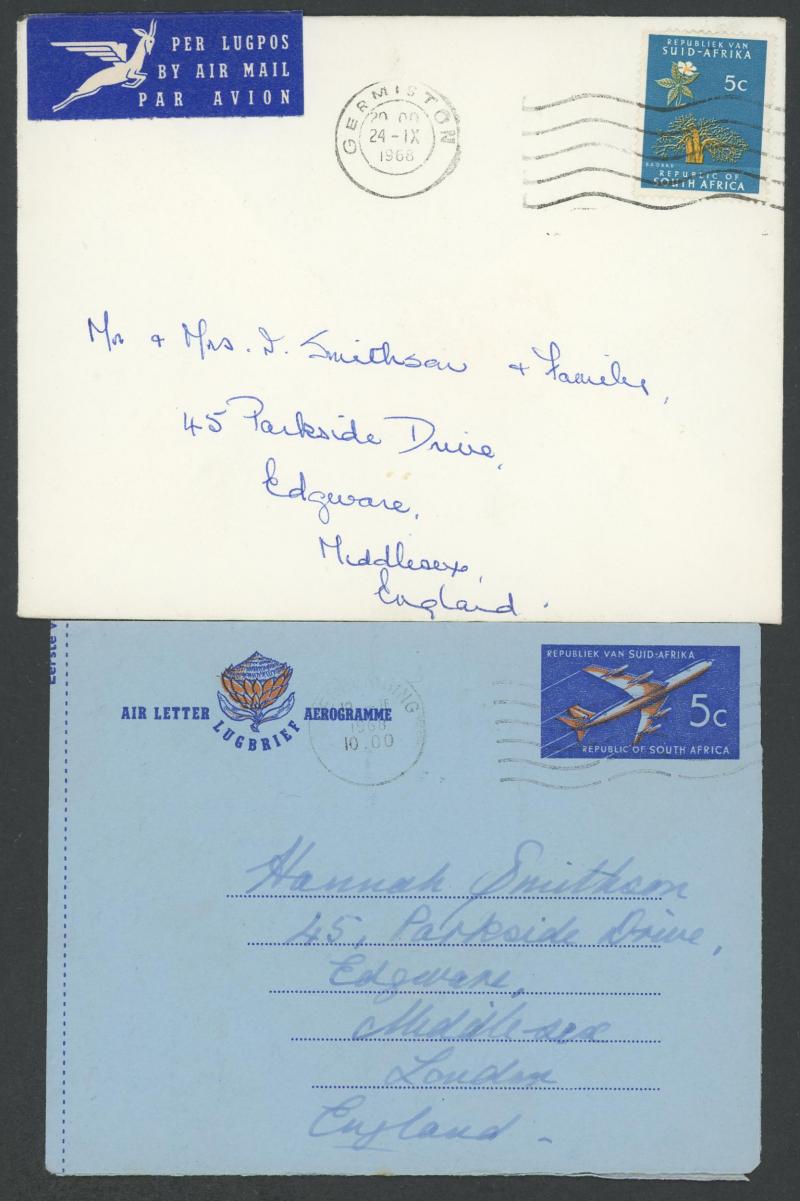 PER LUGPOS
BY AIR MAIL
PAR AVION
GERMISTON
24-IX
1968
REPUBLIEK VAN
SUID-AFRIKA
5c
BAOBAB
REPUBLIC OF
SOUTH AFRICA
Mr & Mrs. I. Smithson & Family,
45 Parkside Drive,
Edgware,
Middlesex,
England.
Eerste
AIR LETTER
LUGBRIEF
AEROGRAMME
1968
10.00
REPUBLIEK VAN SUID-AFRIKA
5c
REPUBLIC OF SOUTH AFRICA
Hannah Smithson
45, Parkside Drive,
Edgware,
Middlesex
London
England -